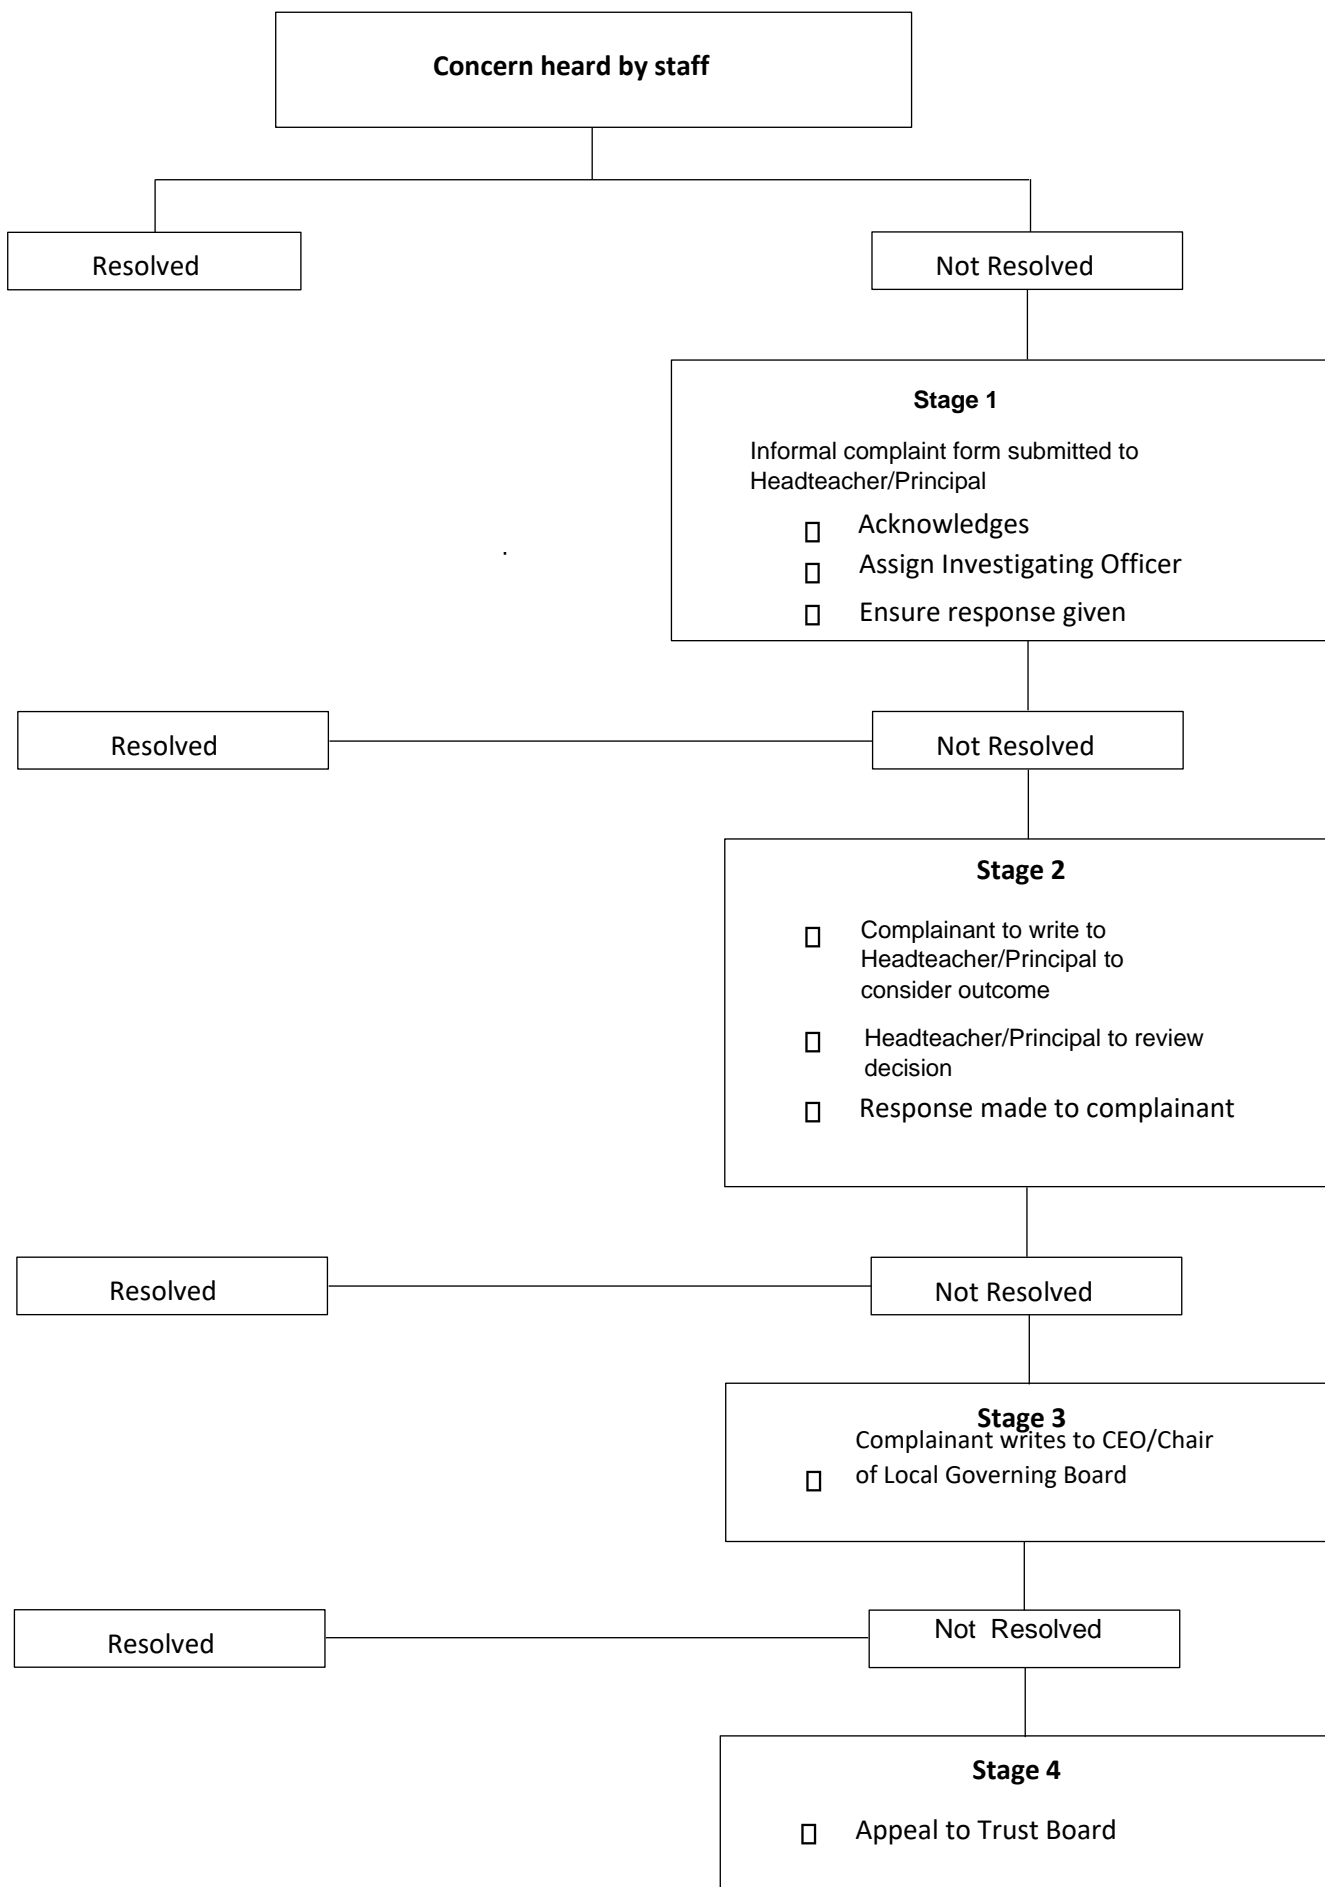 Concern heard by staff
Resolved
Not Resolved
Stage 1
Informal complaint form submitted to
Headteacher/Principal
Acknowledges
Assign Investigating Officer
Ensure response given
.
Resolved
Not Resolved
Stage 2
Complainant to write to
Headteacher/Principal to
consider outcome
Headteacher/Principal to review
decision
Response made to complainant
Resolved
Not Resolved
Stage 3
Complainant writes to CEO/Chair
of Local Governing Board
Resolved
Not Resolved
Stage 4
Appeal to Trust Board